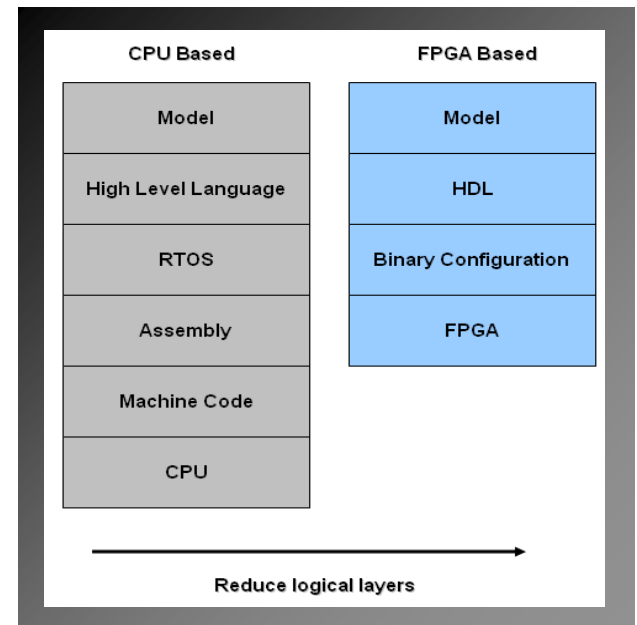 CPU Based
FPGA Based
Model
High Level Language
RTOS
Assembly
Machine Code
CPU
Model
HDL
Binary Configuration
FPGA
Reduce logical layers